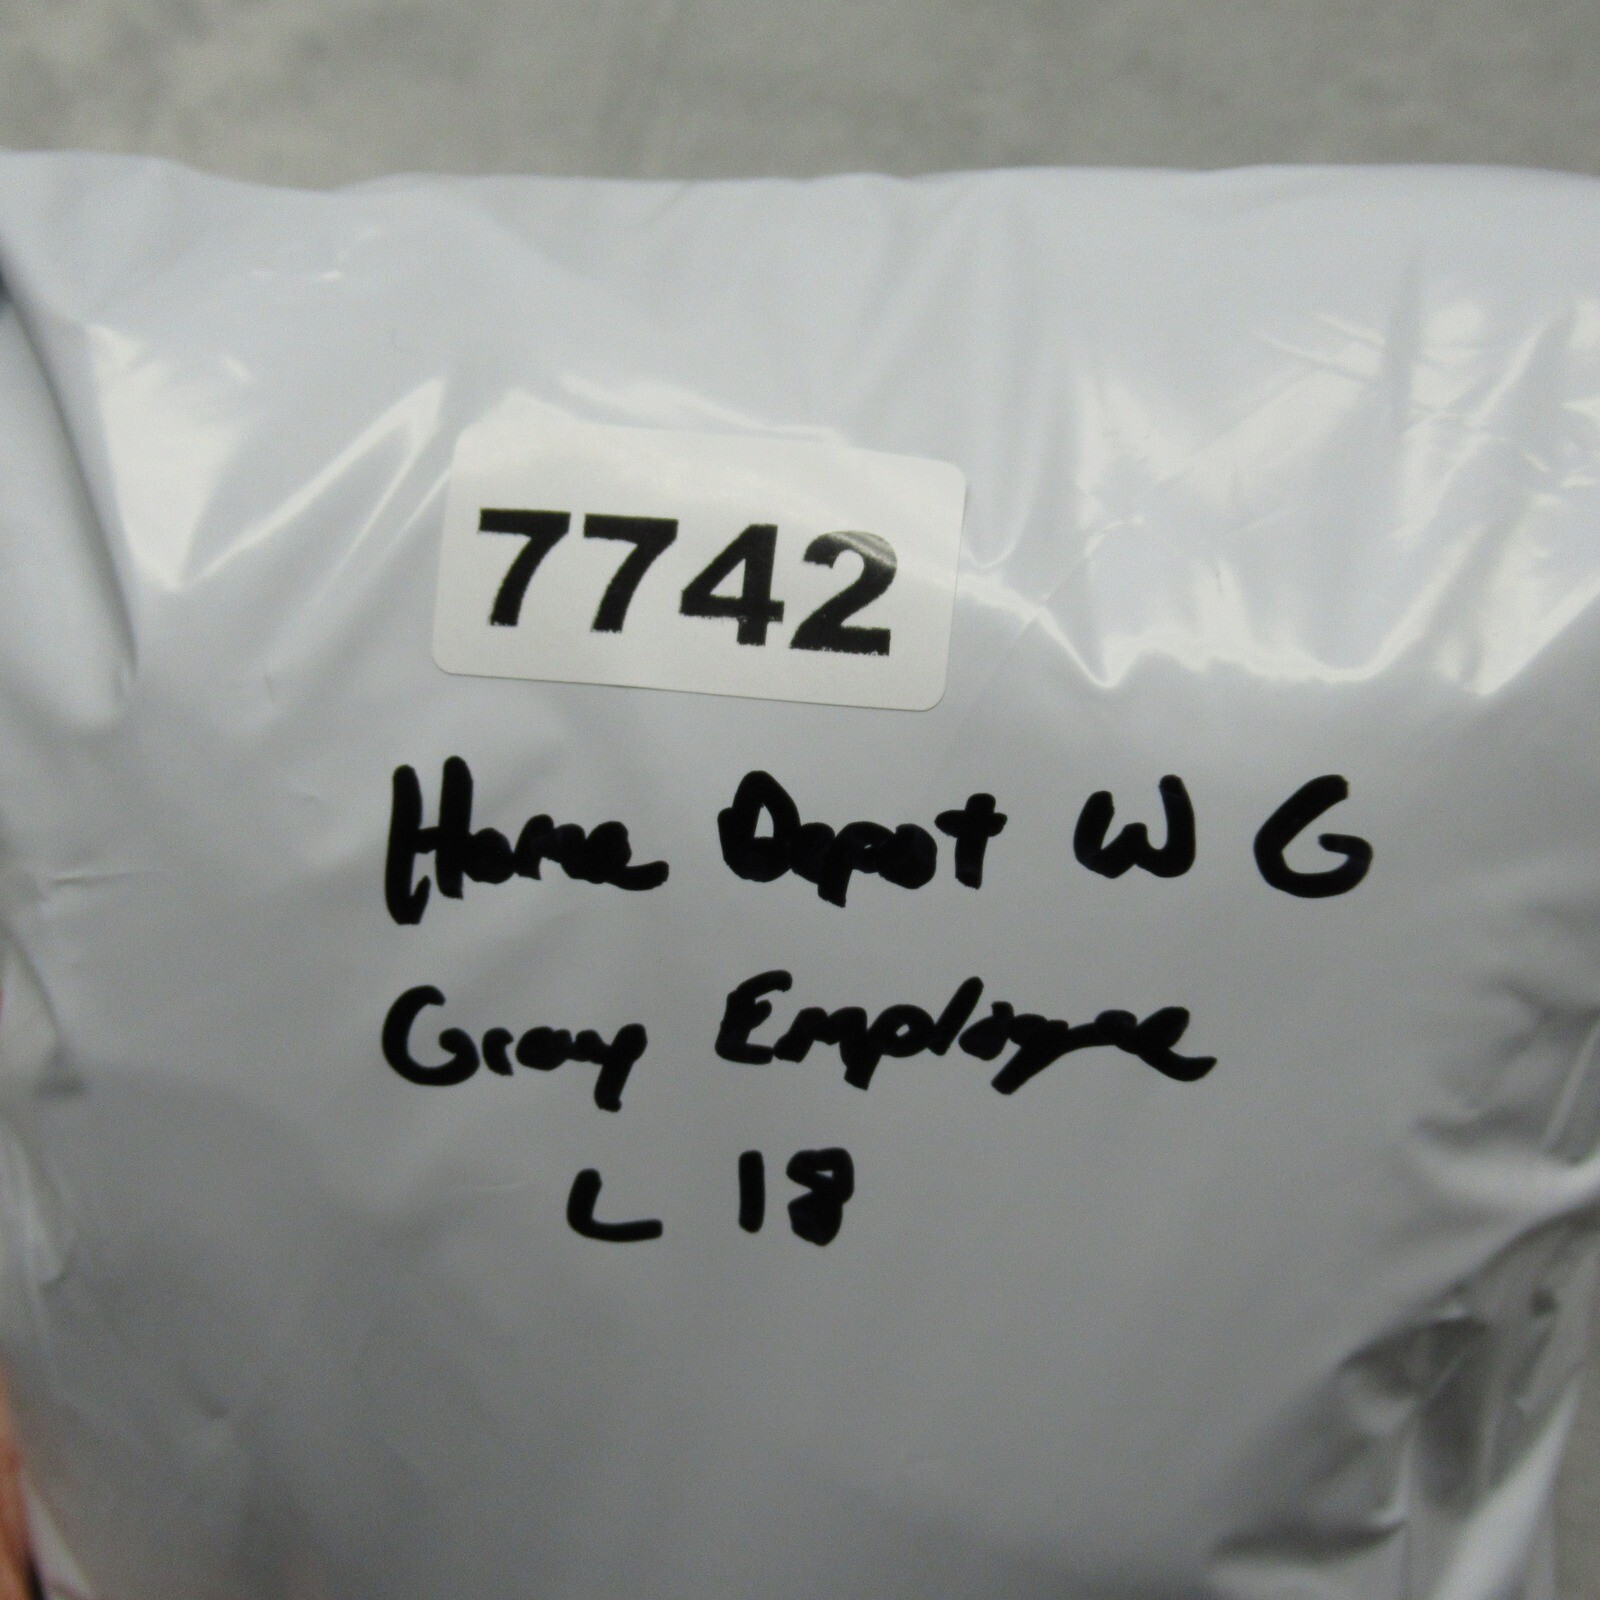 7742
Home Depot W G
Gray Employee
L 18